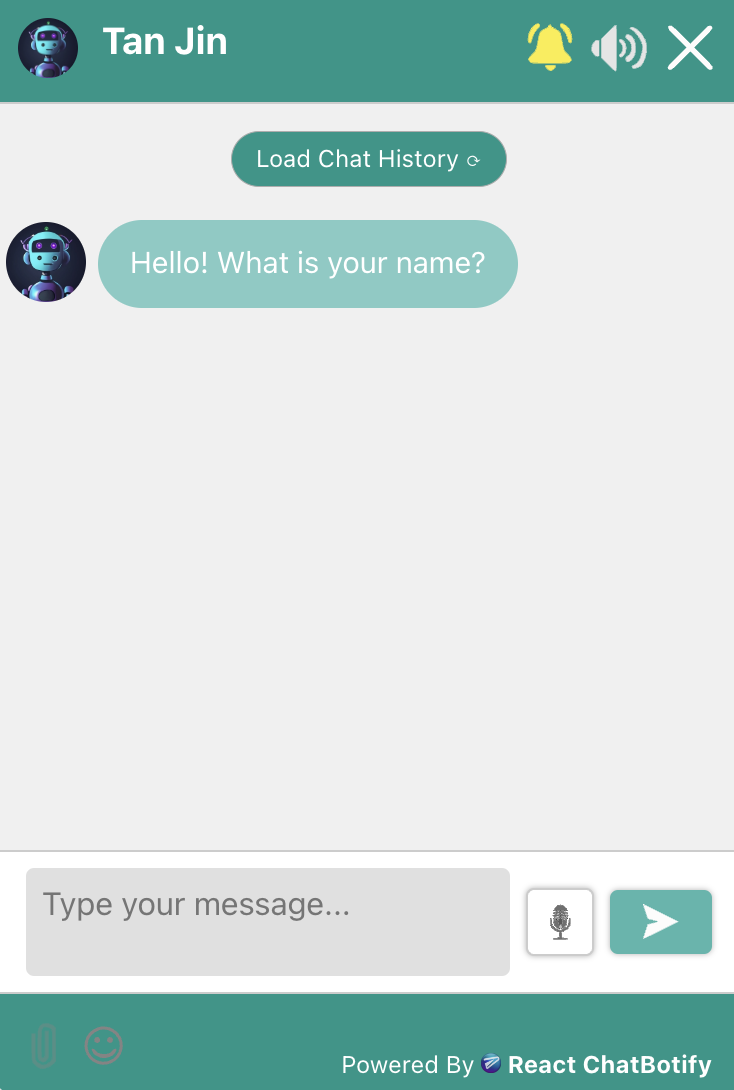 Tan Jin
Load Chat History ⟳
Hello! What is your name?
Type your message...
Powered By React ChatBotify